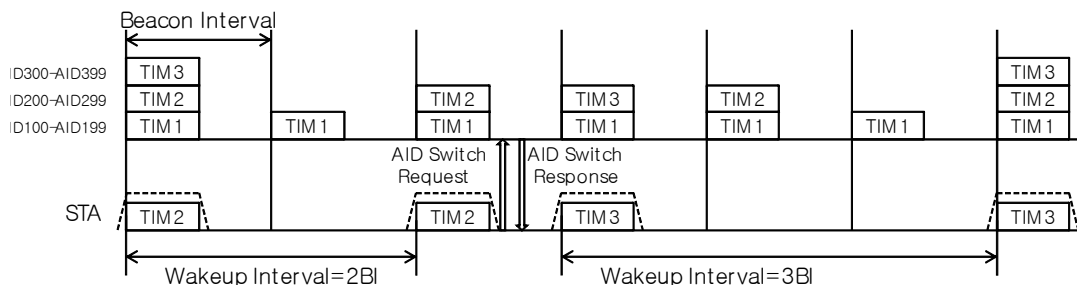 Beacon Interval
ID300-AID399 TIM3 TIM3
ID200-AID299 TIM2 TIM2 TIM3 TIM2 TIM2
ID100-AID199 TIM1 TIM1 TIM1 TIM1 TIM1 TIM1 TIM1
AID Switch Request
AID Switch Response
STA TIM2 TIM2 TIM3 TIM3
Wakeup Interval=2BI
Wakeup Interval=3BI